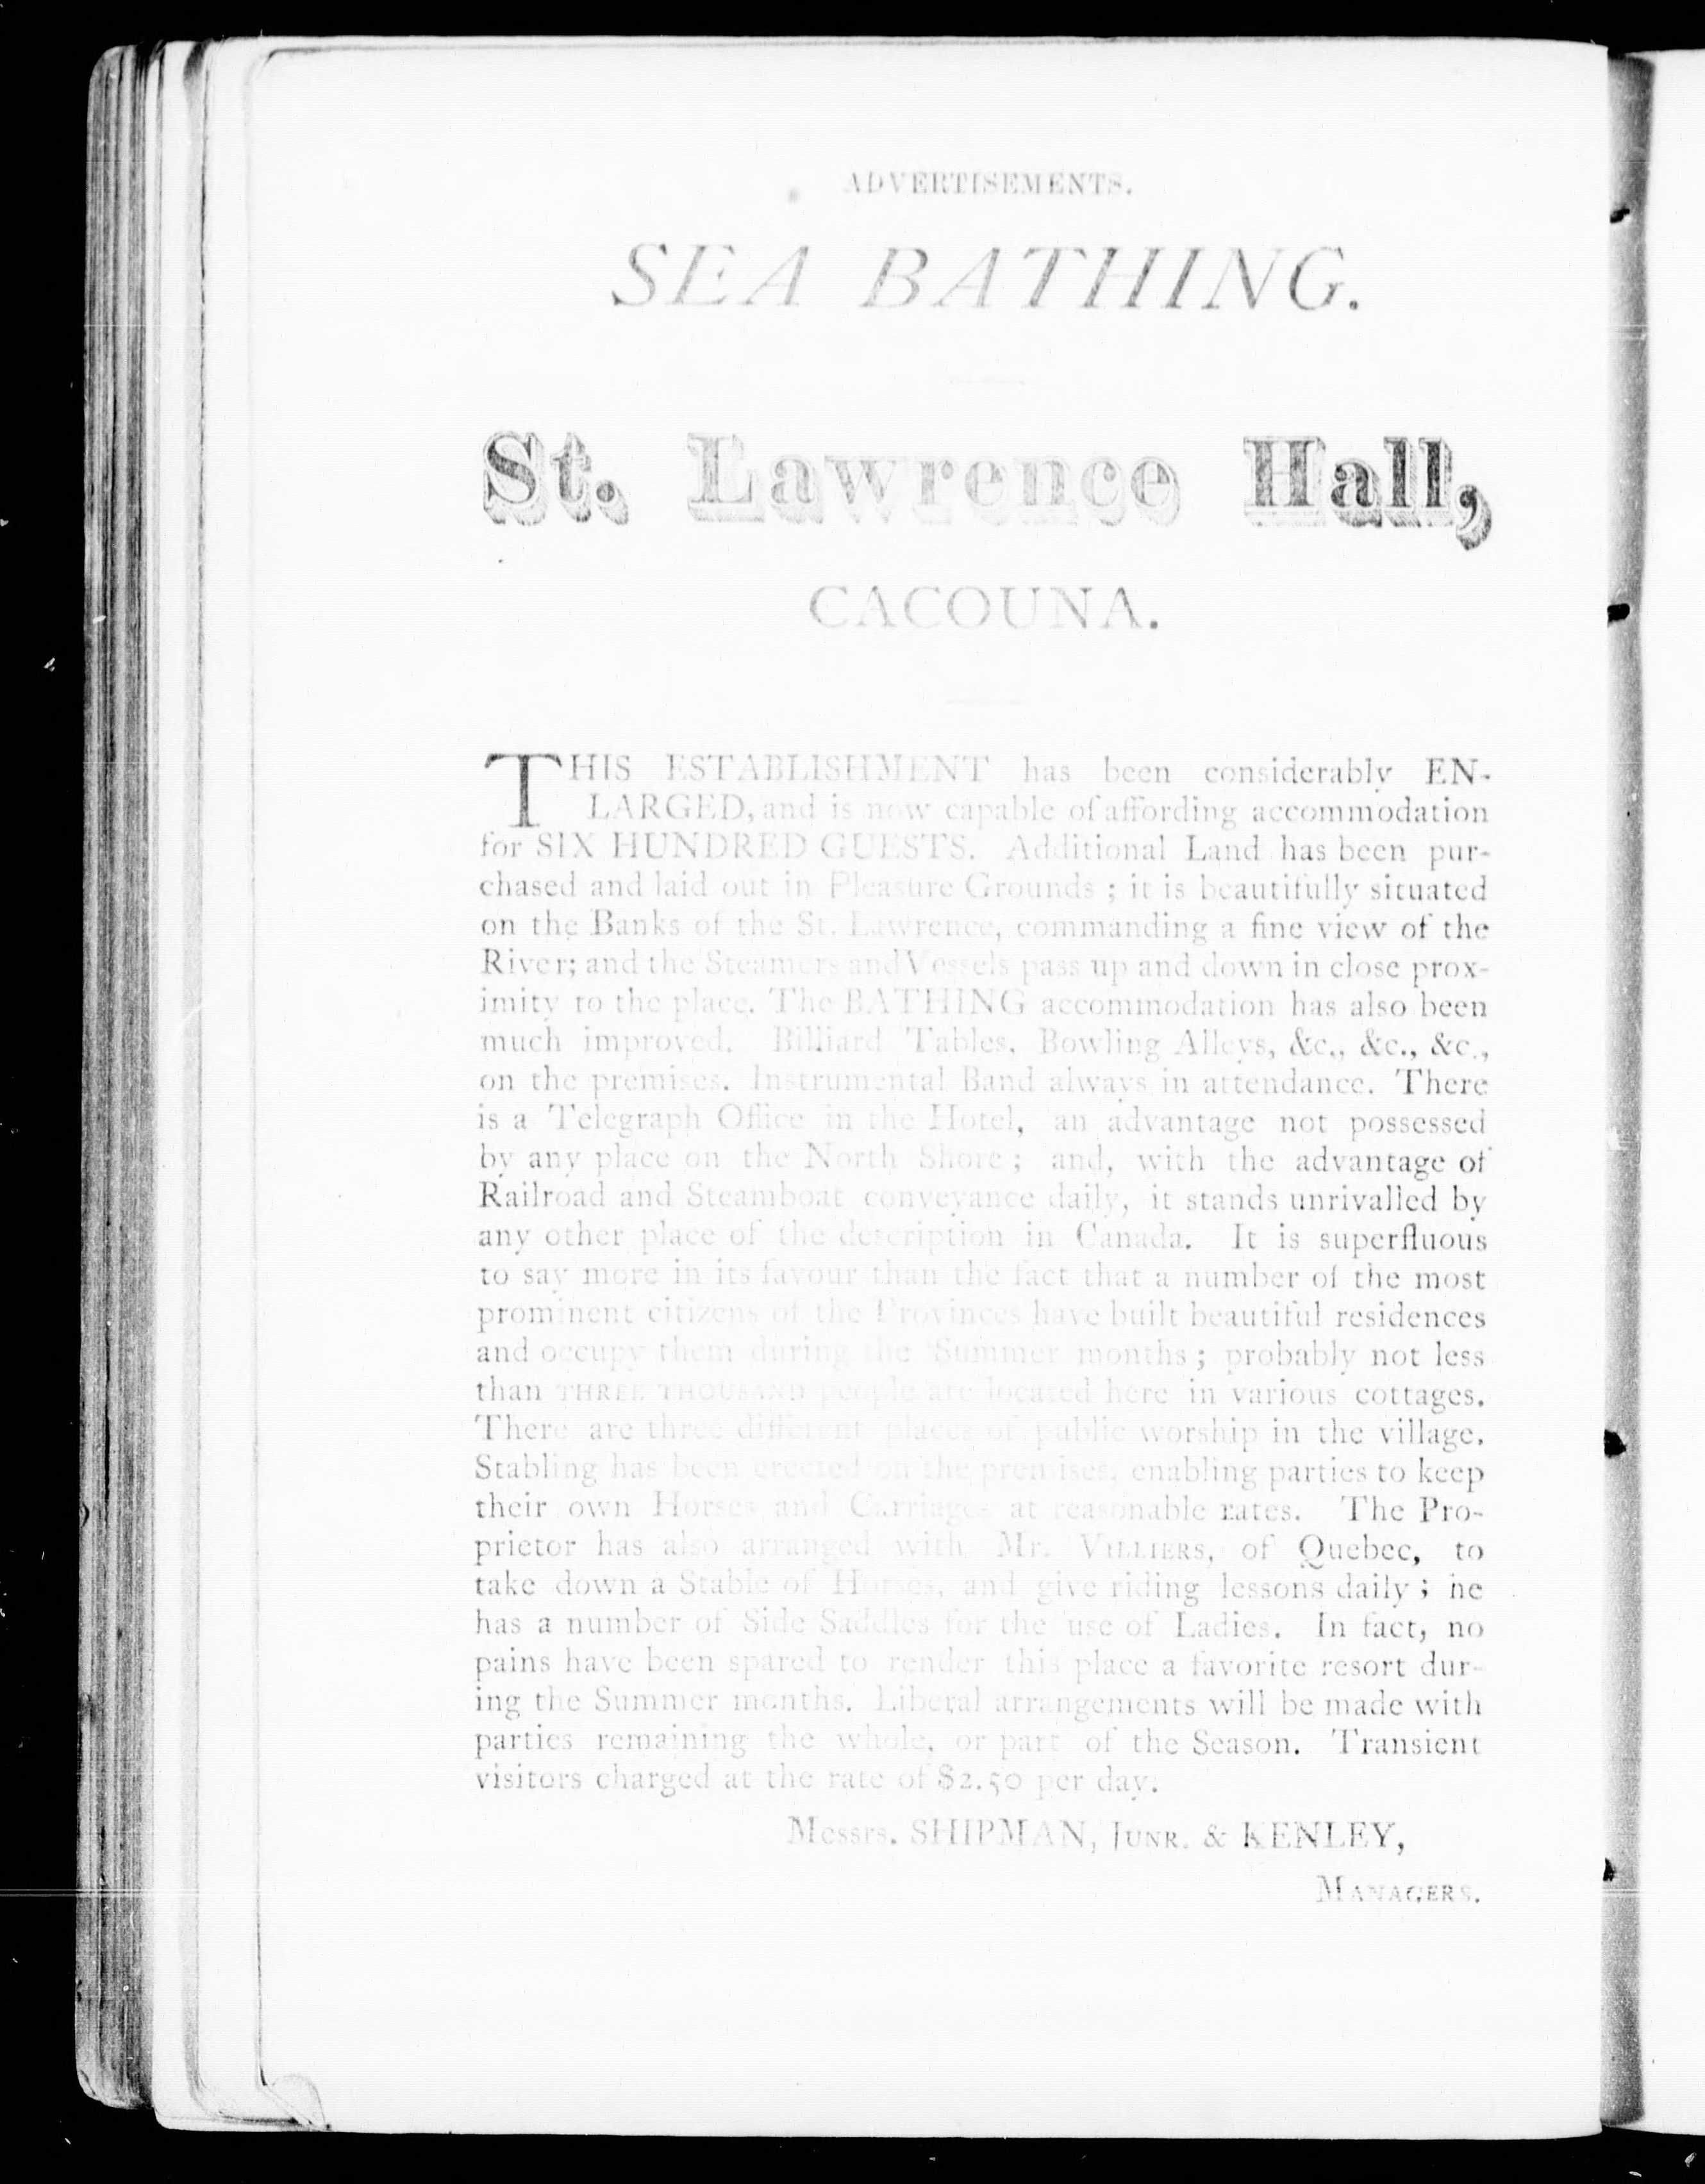 ADVERTISEMENTS.
SEA BATHING.
St. Lawrence Hall,
CACOUNA.
THIS ESTABLISHMENT has been considerably EN-
LARGED, and is now capable of affording accommodation
for SIX HUNDRED GUESTS. Additional Land has been pur-
chased and laid out in Pleasure Grounds ; it is beautifully situated
on the Banks of the St. Lawrence, commanding a fine view of the
River; and the Steamers and Vessels pass up and down in close prox-
imity to the place. The BATHING accommodation has also been
much improved. Billiard Tables, Bowling Alleys, &c., &c., &c.,
on the premises. Instrumental Band always in attendance. There
is a Telegraph Office in the Hotel, an advantage not possessed
by any place on the North Shore ; and, with the advantage of
Railroad and Steamboat conveyance daily, it stands unrivalled by
any other place of the description in Canada. It is superfluous
to say more in its favour than the fact that a number of the most
prominent citizens of the Provinces have built beautiful residences
and occupy them during the Summer months ; probably not less
than THREE THOUSAND people are located here in various cottages.
There are three different places of public worship in the village.
Stabling has been erected on the premises, enabling parties to keep
their own Horses and Carriages at reasonable rates. The Pro-
prietor has also arranged with Mr. VILLIERS, of Quebec, to
take down a Stable of Horses, and give riding lessons daily ; he
has a number of Side Saddles for the use of Ladies. In fact, no
pains have been spared to render this place a favorite resort dur-
ing the Summer months. Liberal arrangements will be made with
parties remaining the whole, or part of the Season. Transient
visitors charged at the rate of $2.50 per day.
Messrs. SHIPMAN, JUNR. & KENLEY,
MANAGERS.